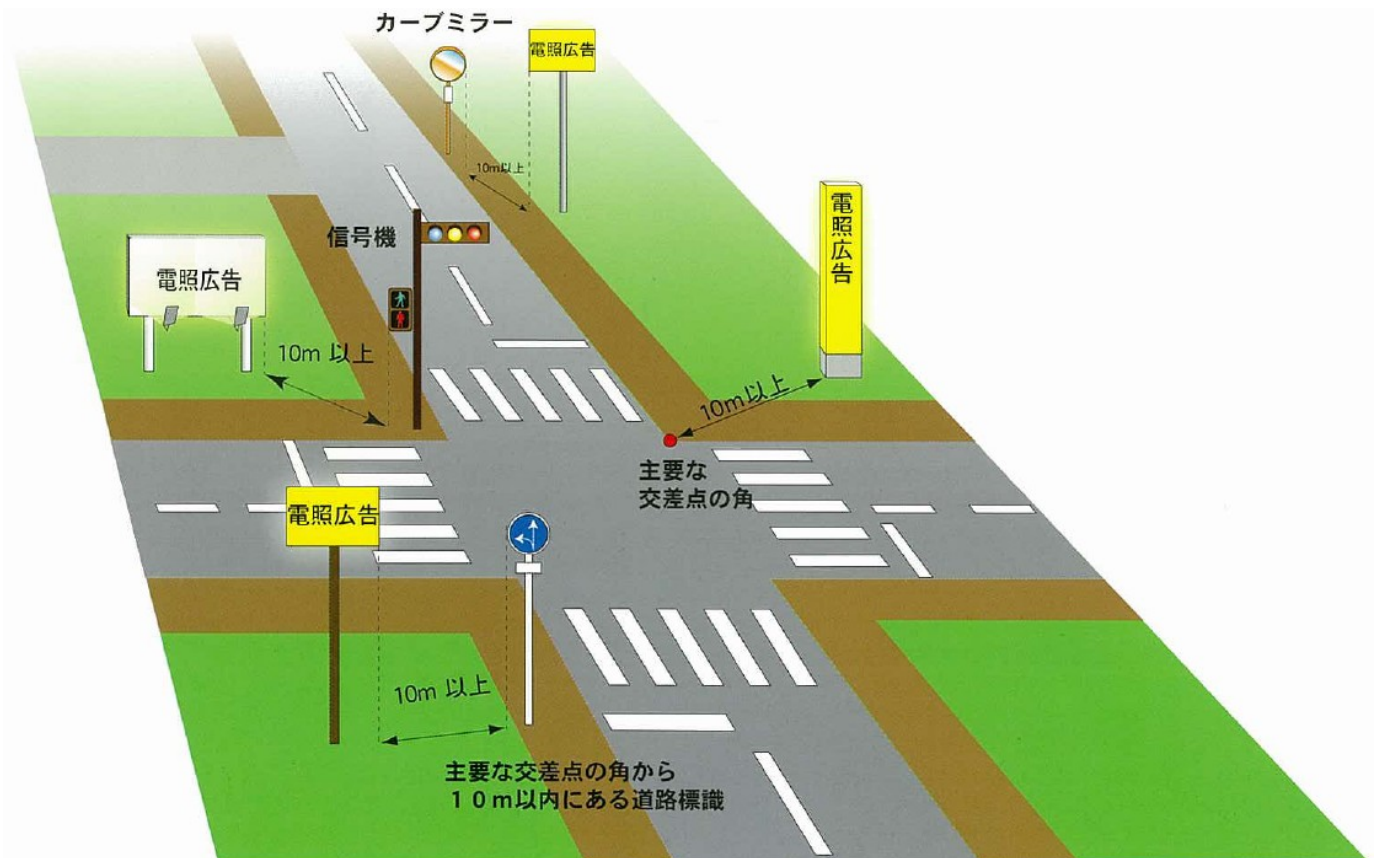 カーブミラー
電照広告
10m以上
電照広告
信号機
電照広告
10m 以上
10m以上
主要な
交差点の角
電照広告
10m 以上
主要な交差点の角から
１０m以内にある道路標識